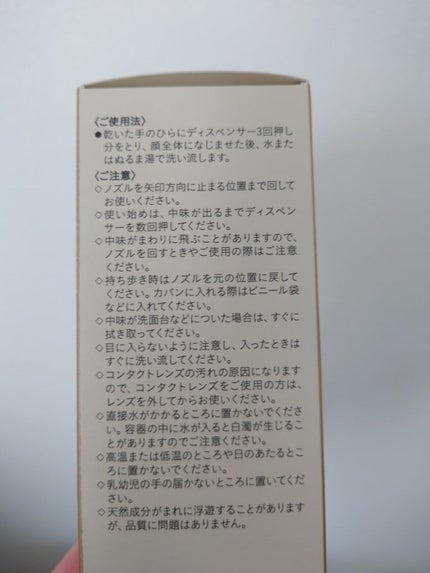 〈ご使用法〉
●乾いた手のひらにディスペンサー3回押し
分をとり、顔全体になじませた後、水また
はぬるま湯で洗い流します。
〈ご注意〉
◇ノズルを矢印方向に止まる位置まで回して
お使いください。
◇使い始めは、中味が出るまでディスペン
サーを数回押してください。
◇中味がまわりに飛ぶことがありますので、
ノズルを回すときやご使用の際はご注意
ください。
◇持ち歩き時はノズルを元の位置に戻して
ください。カバンに入れる際はビニール袋
などに入れてください。
◇中味が洗面台などについた場合は、すぐに
拭き取ってください。
◇目に入らないように注意し、入ったときは
すぐに洗い流してください。
◇コンタクトレンズの汚れの原因になります
ので、コンタクトレンズをご使用の方は、
レンズを外してからお使いください。
◇直接水がかかるところに置かないでくださ
い。容器の中に水が入ると白濁が生じるこ
とがありますのでご注意ください。
◇高温または低温のところや日のあたるとこ
ろに置かないでください。
◇乳幼児の手の届かないところに置いてくだ
さい。
◇天然成分がまれに浮遊することがあります
が、品質に問題はありません。